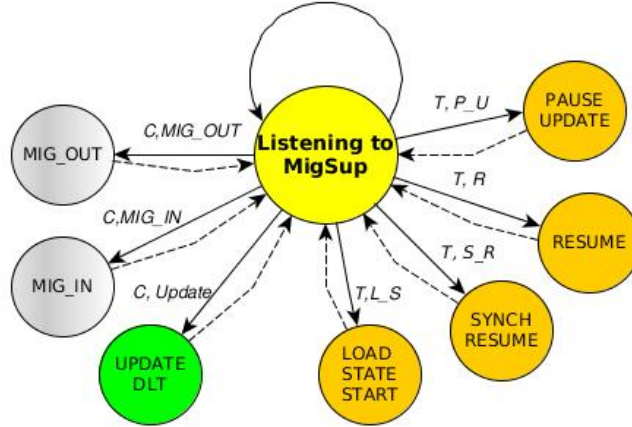 T, P_U
PAUSE
UPDATE
C,MIG_OUT
Listening to
MigSup
MIG_OUT
T, R
RESUME
C,MIG_IN
MIG_IN
T, S_R
C, Update
T,L_S
SYNCH
RESUME
UPDATE
DLT
LOAD
STATE
START